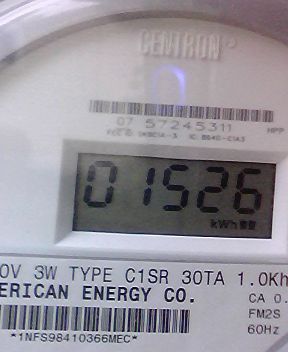 CENTRON®
07 57245311
HPP
01526
kWh
0V 3W TYPE C1SR 30TA 1.0Kh
ERICAN ENERGY CO.
CA 0.
FM2S
60Hz
*1NFS98410366MEC*